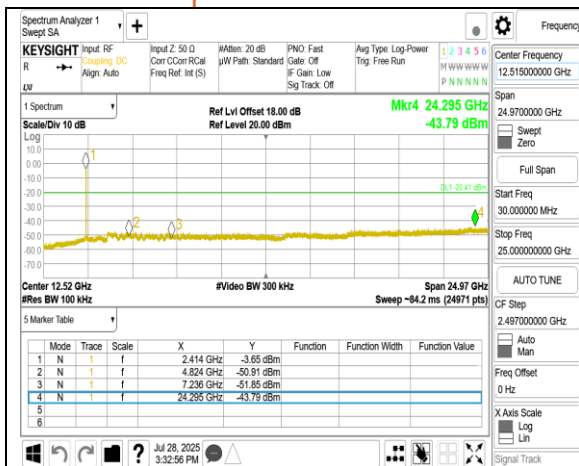 Spectrum Analyzer 1
Swept SA
Frequency
KEYSIGHT
R
Input: RF
Coupling: DC
Align: Auto
Input Z: 50 Ω
Corr CCorr RCal
Freq Ref: Int (S)
#Atten: 20 dB
µW Path: Standard
PNO: Fast
Gate: Off
IF Gain: Low
Sig Track: Off
Avg Type: Log-Power
Trig: Free Run
1 2 3 4 5 6
M W W W W W
P N N N N N
1 Spectrum
Scale/Div 10 dB
Ref Lvl Offset 18.00 dB
Ref Level 20.00 dBm
Mkr4 24.295 GHz
-43.79 dBm
Log
10.0
0.00
-10.0
-20.0
-30.0
-40.0
-50.0
-60.0
-70.0
1
2
3
4
DL1 -20.41 dBm
Center 12.52 GHz
#Res BW 100 kHz
#Video BW 300 kHz
Span 24.97 GHz
Sweep ~84.2 ms (24971 pts)
5 Marker Table
Mode Trace Scale X Y Function Function Width Function Value
1 N 1 f 2.414 GHz -3.65 dBm
2 N 1 f 4.824 GHz -50.91 dBm
3 N 1 f 7.236 GHz -51.85 dBm
4 N 1 f 24.295 GHz -43.79 dBm
5
6
Jul 28, 2025
3:32:56 PM
Center Frequency
12.515000000 GHz
Span
24.9700000 GHz
Swept
Zero
Full Span
Start Freq
30.000000 MHz
Stop Freq
25.000000000 GHz
AUTO TUNE
CF Step
2.497000000 GHz
Auto
Man
Freq Offset
0 Hz
X Axis Scale
Log
Lin
Signal Track